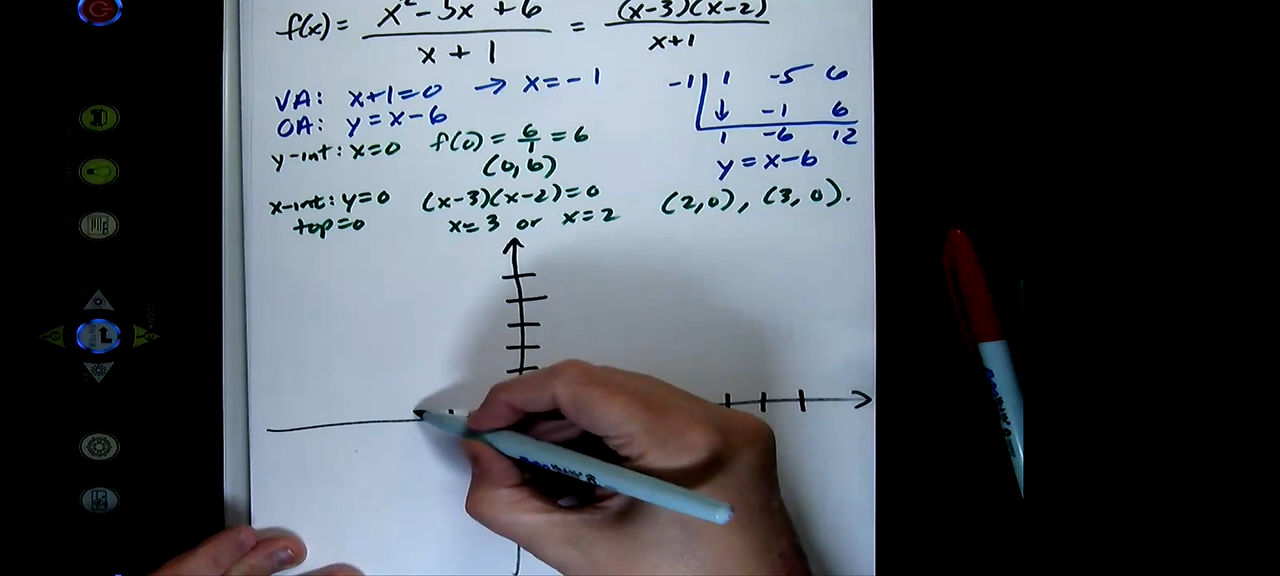 f(x) = x² - 5x + 6 / x + 1 = (x-3)(x-2) / x+1
VA: x+1=0 → x=-1
OA: y=x-6
y-int: x=0 f(0) = 6/1 = 6
(0,6)
-1 | 1 -5 6
↓ -1 6
1 -6 12
y=x-6
x-int: y=0 (x-3)(x-2)=0 (2,0), (3,0).
top=0 x=3 or x=2